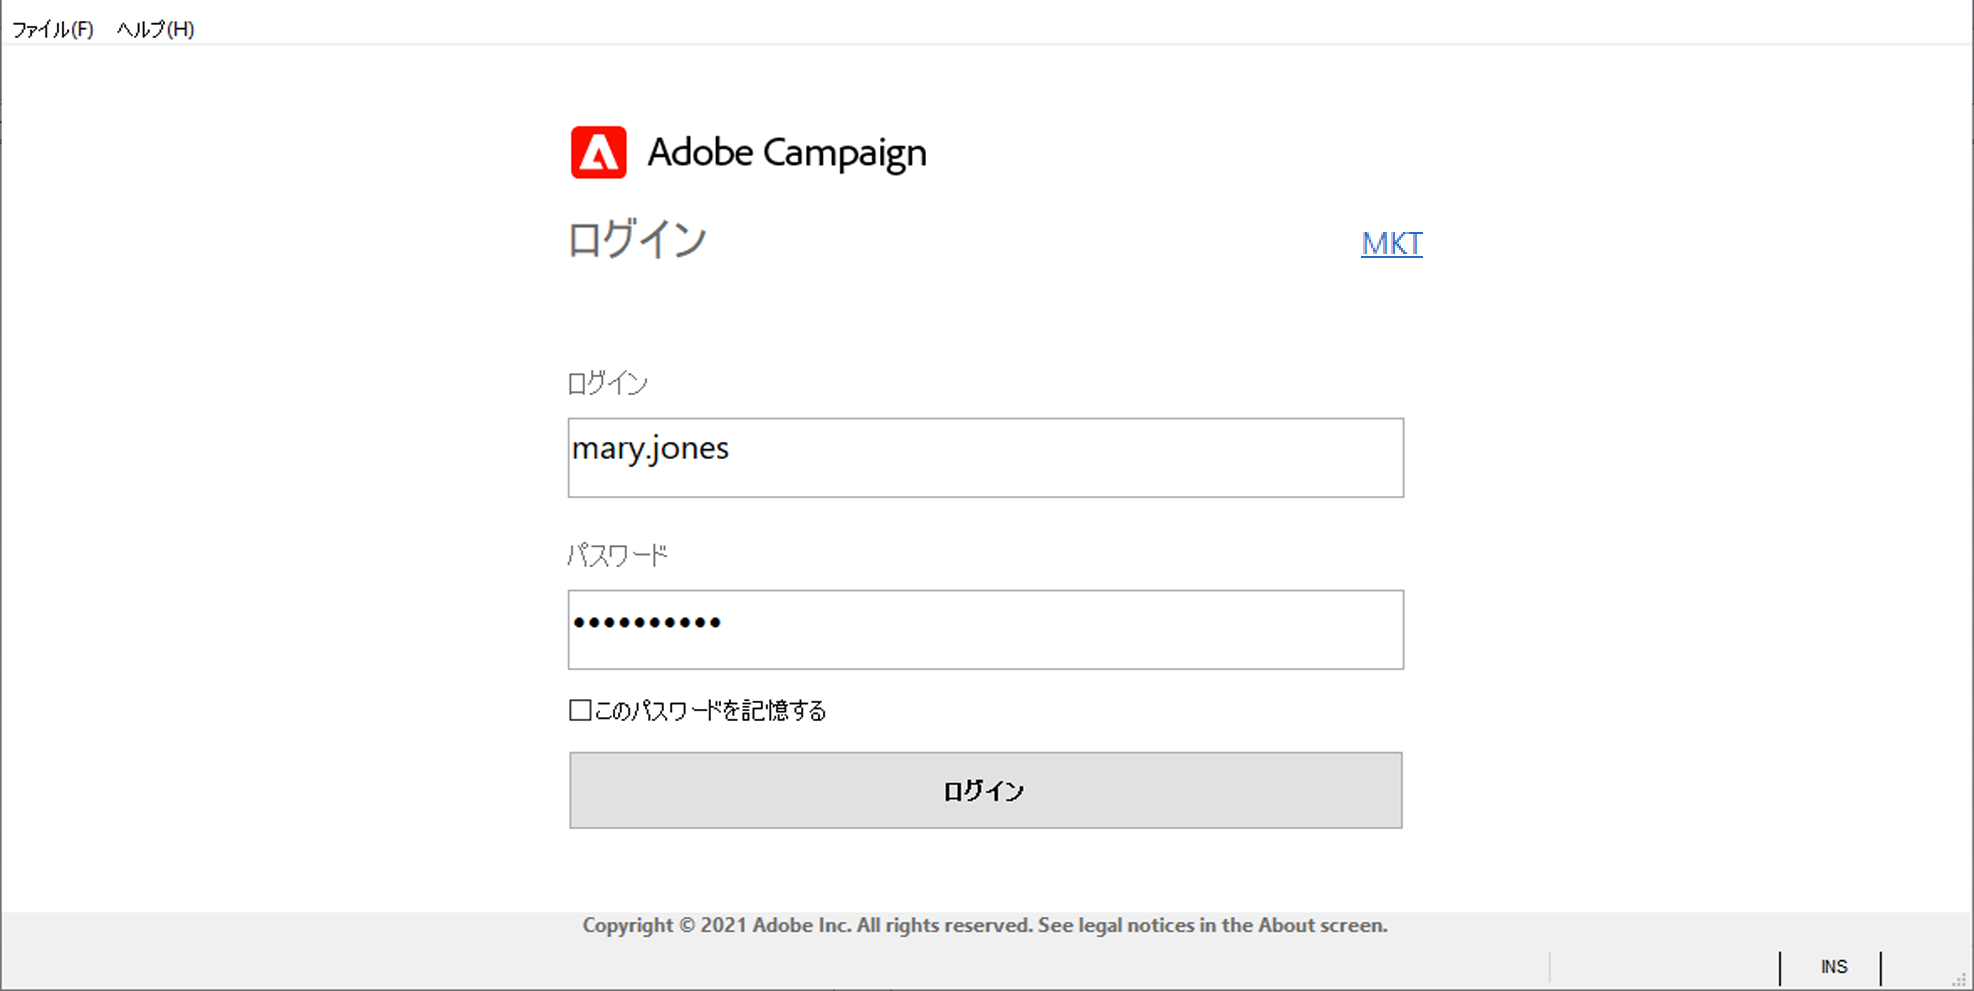 ファイル(F) ヘルプ(H)
Adobe Campaign
ログイン
MKT
ログイン
mary.jones
パスワード
••••••••••
このパスワードを記憶する
ログイン
Copyright © 2021 Adobe Inc. All rights reserved. See legal notices in the About screen.
INS